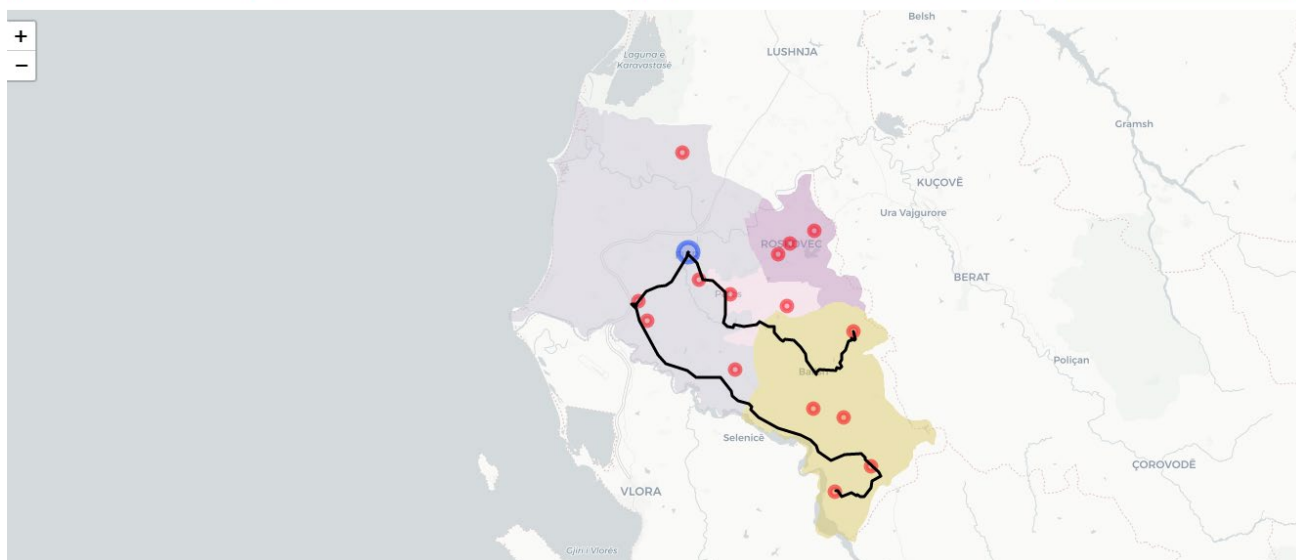 +
−
Belsh
LUSHNJA
Laguna e
Karavastasë
Gramsh
KUÇOVË
Ura Vajgurore
BERAT
Poliçan
Selenicë
VLORA
ÇOROVODË
Gjiri i Vlorës